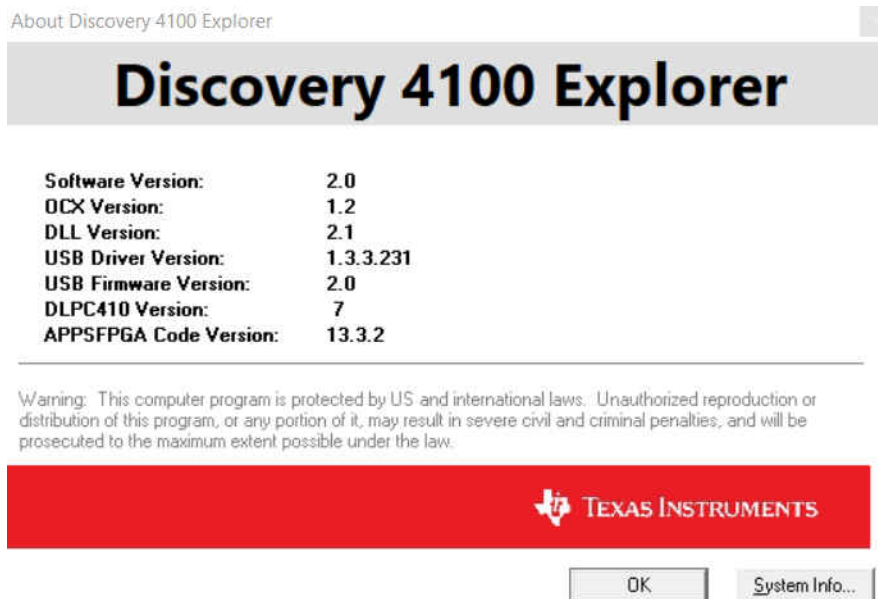 About Discovery 4100 Explorer
Discovery 4100 Explorer
Software Version: 2.0
OCX Version: 1.2
DLL Version: 2.1
USB Driver Version: 1.3.3.231
USB Firmware Version: 2.0
DLPC410 Version: 7
APPSFPGA Code Version: 13.3.2
Warning: This computer program is protected by US and international laws. Unauthorized reproduction or
distribution of this program, or any portion of it, may result in severe civil and criminal penalties, and will be
prosecuted to the maximum extent possible under the law.
TEXAS INSTRUMENTS
OK System Info...